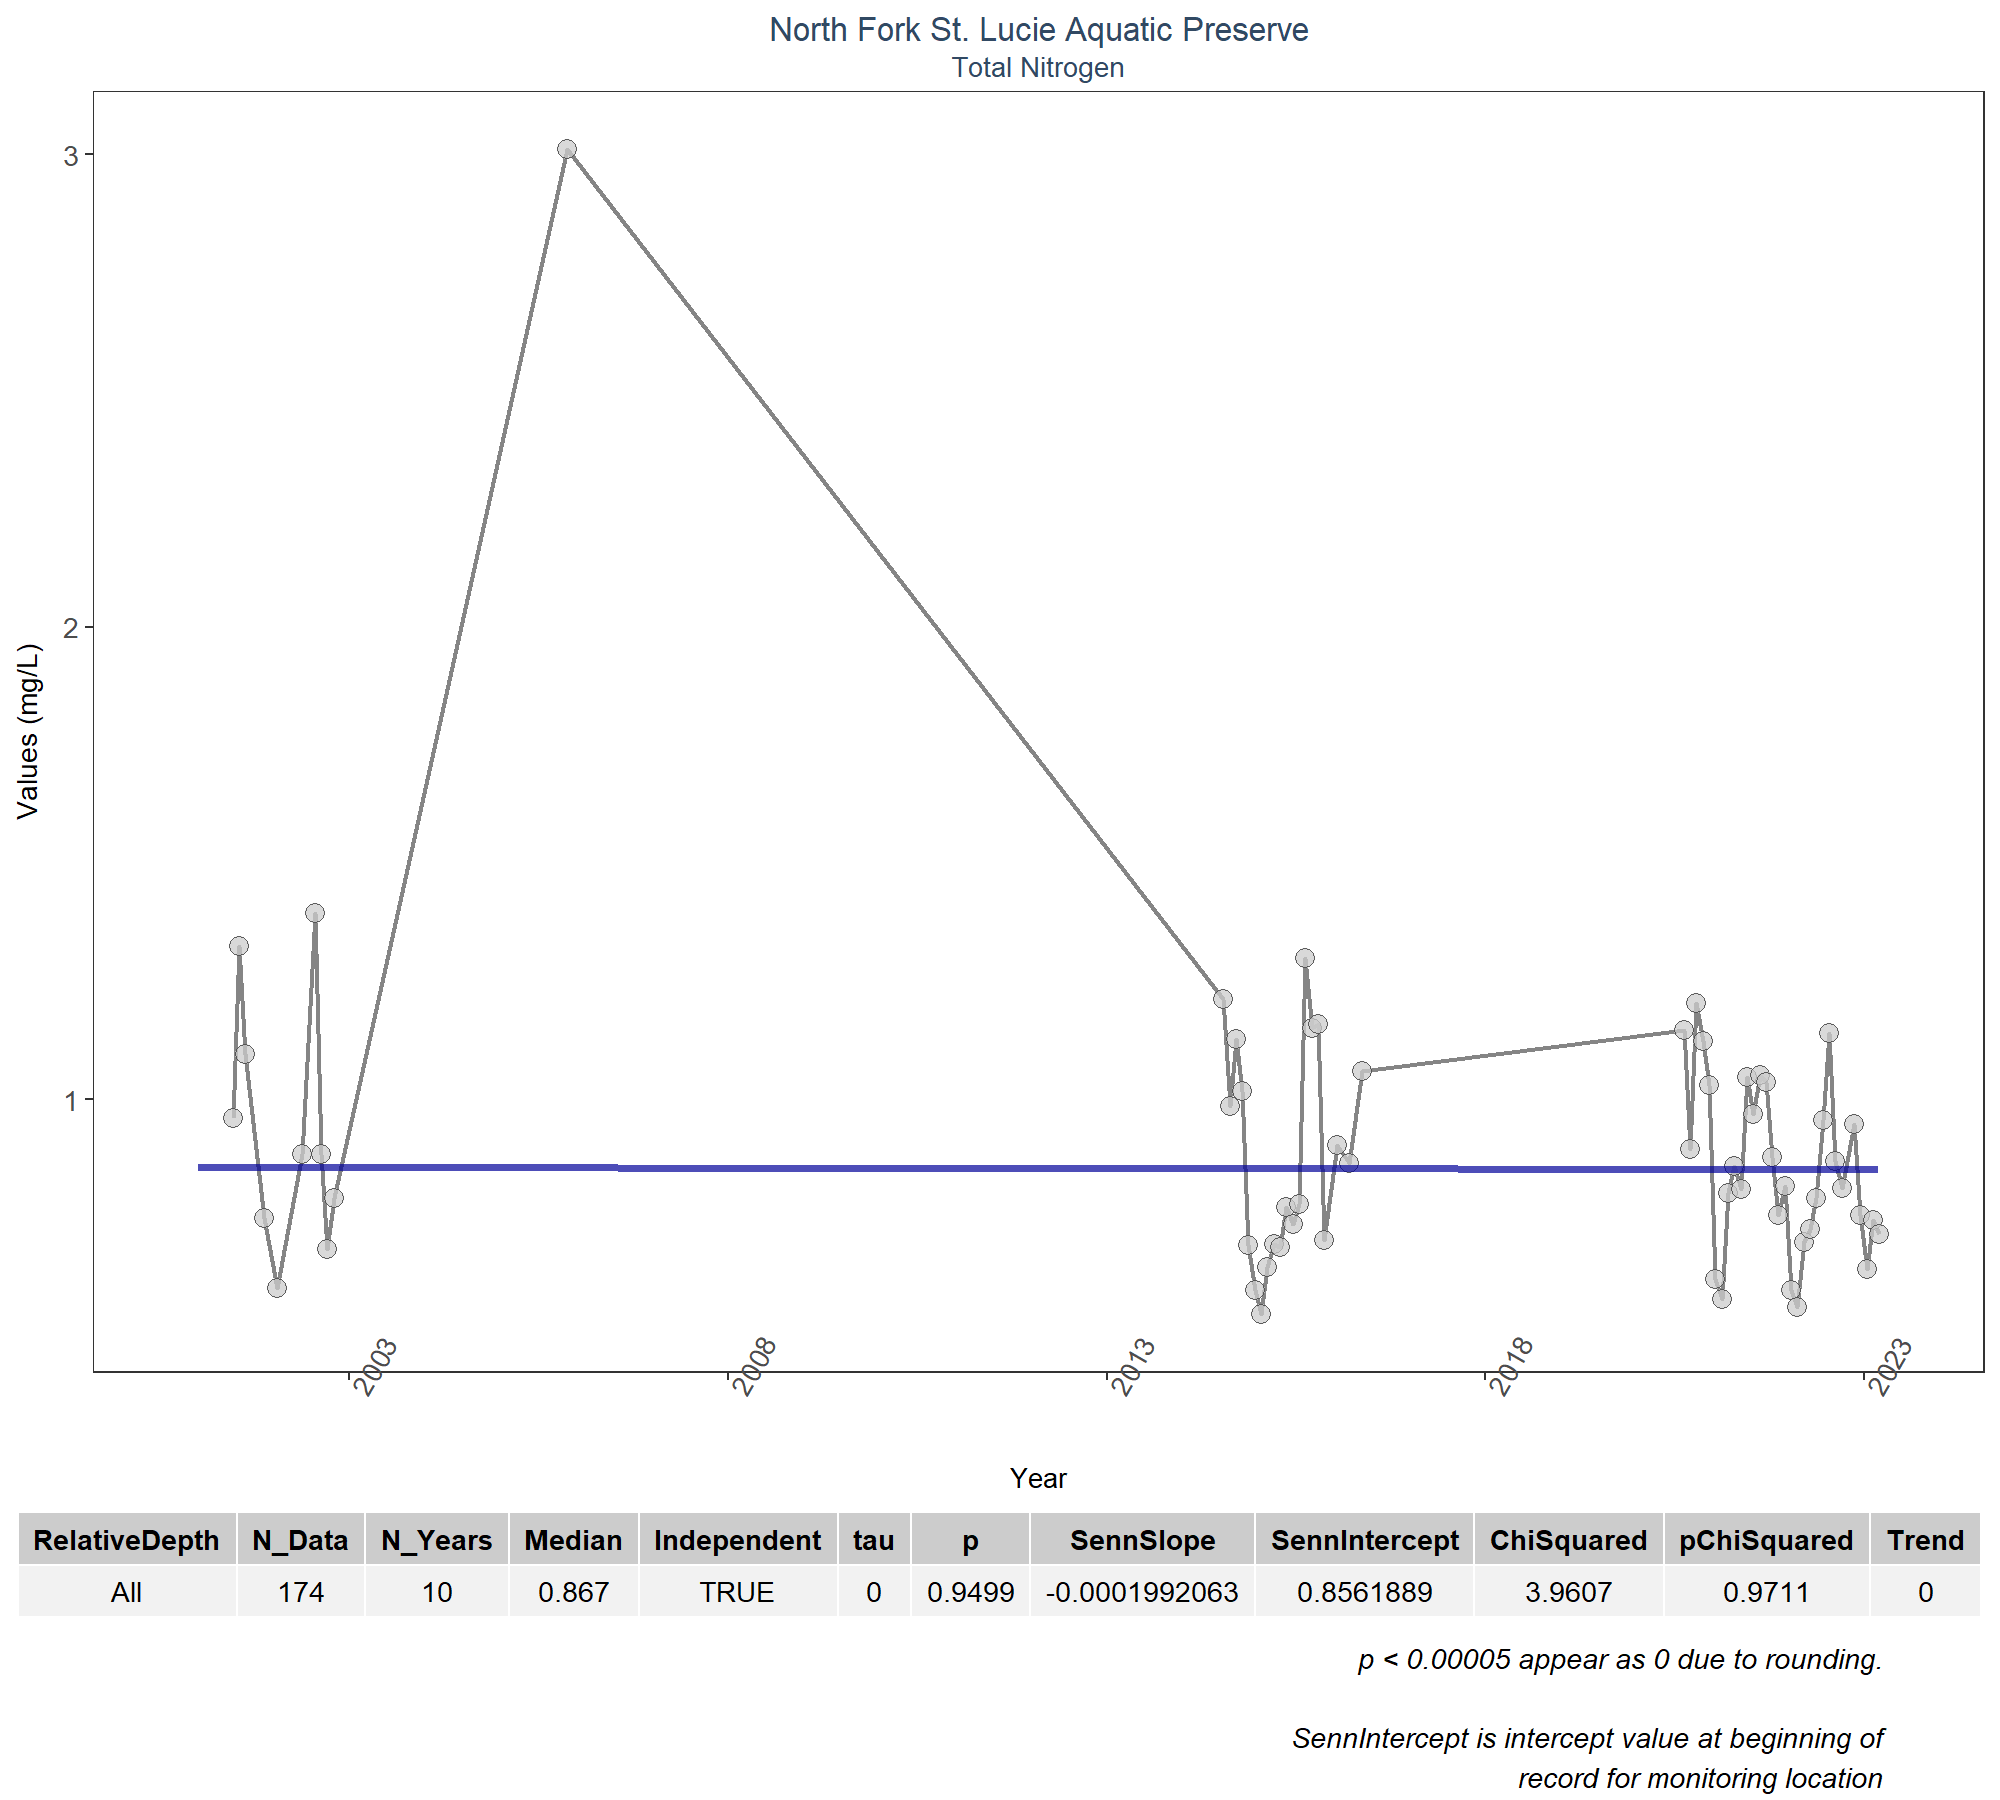 North Fork St. Lucie Aquatic Preserve
Total Nitrogen
3
2
1
Values (mg/L)
2003 2008 2013 2018 2023
Year
RelativeDepth N_Data N_Years Median Independent tau p SennSlope SennIntercept ChiSquared pChiSquared Trend
All 174 10 0.867 TRUE 0 0.9499 -0.0001992063 0.8561889 3.9607 0.9711 0
p < 0.00005 appear as 0 due to rounding.
SennIntercept is intercept value at beginning of
record for monitoring location